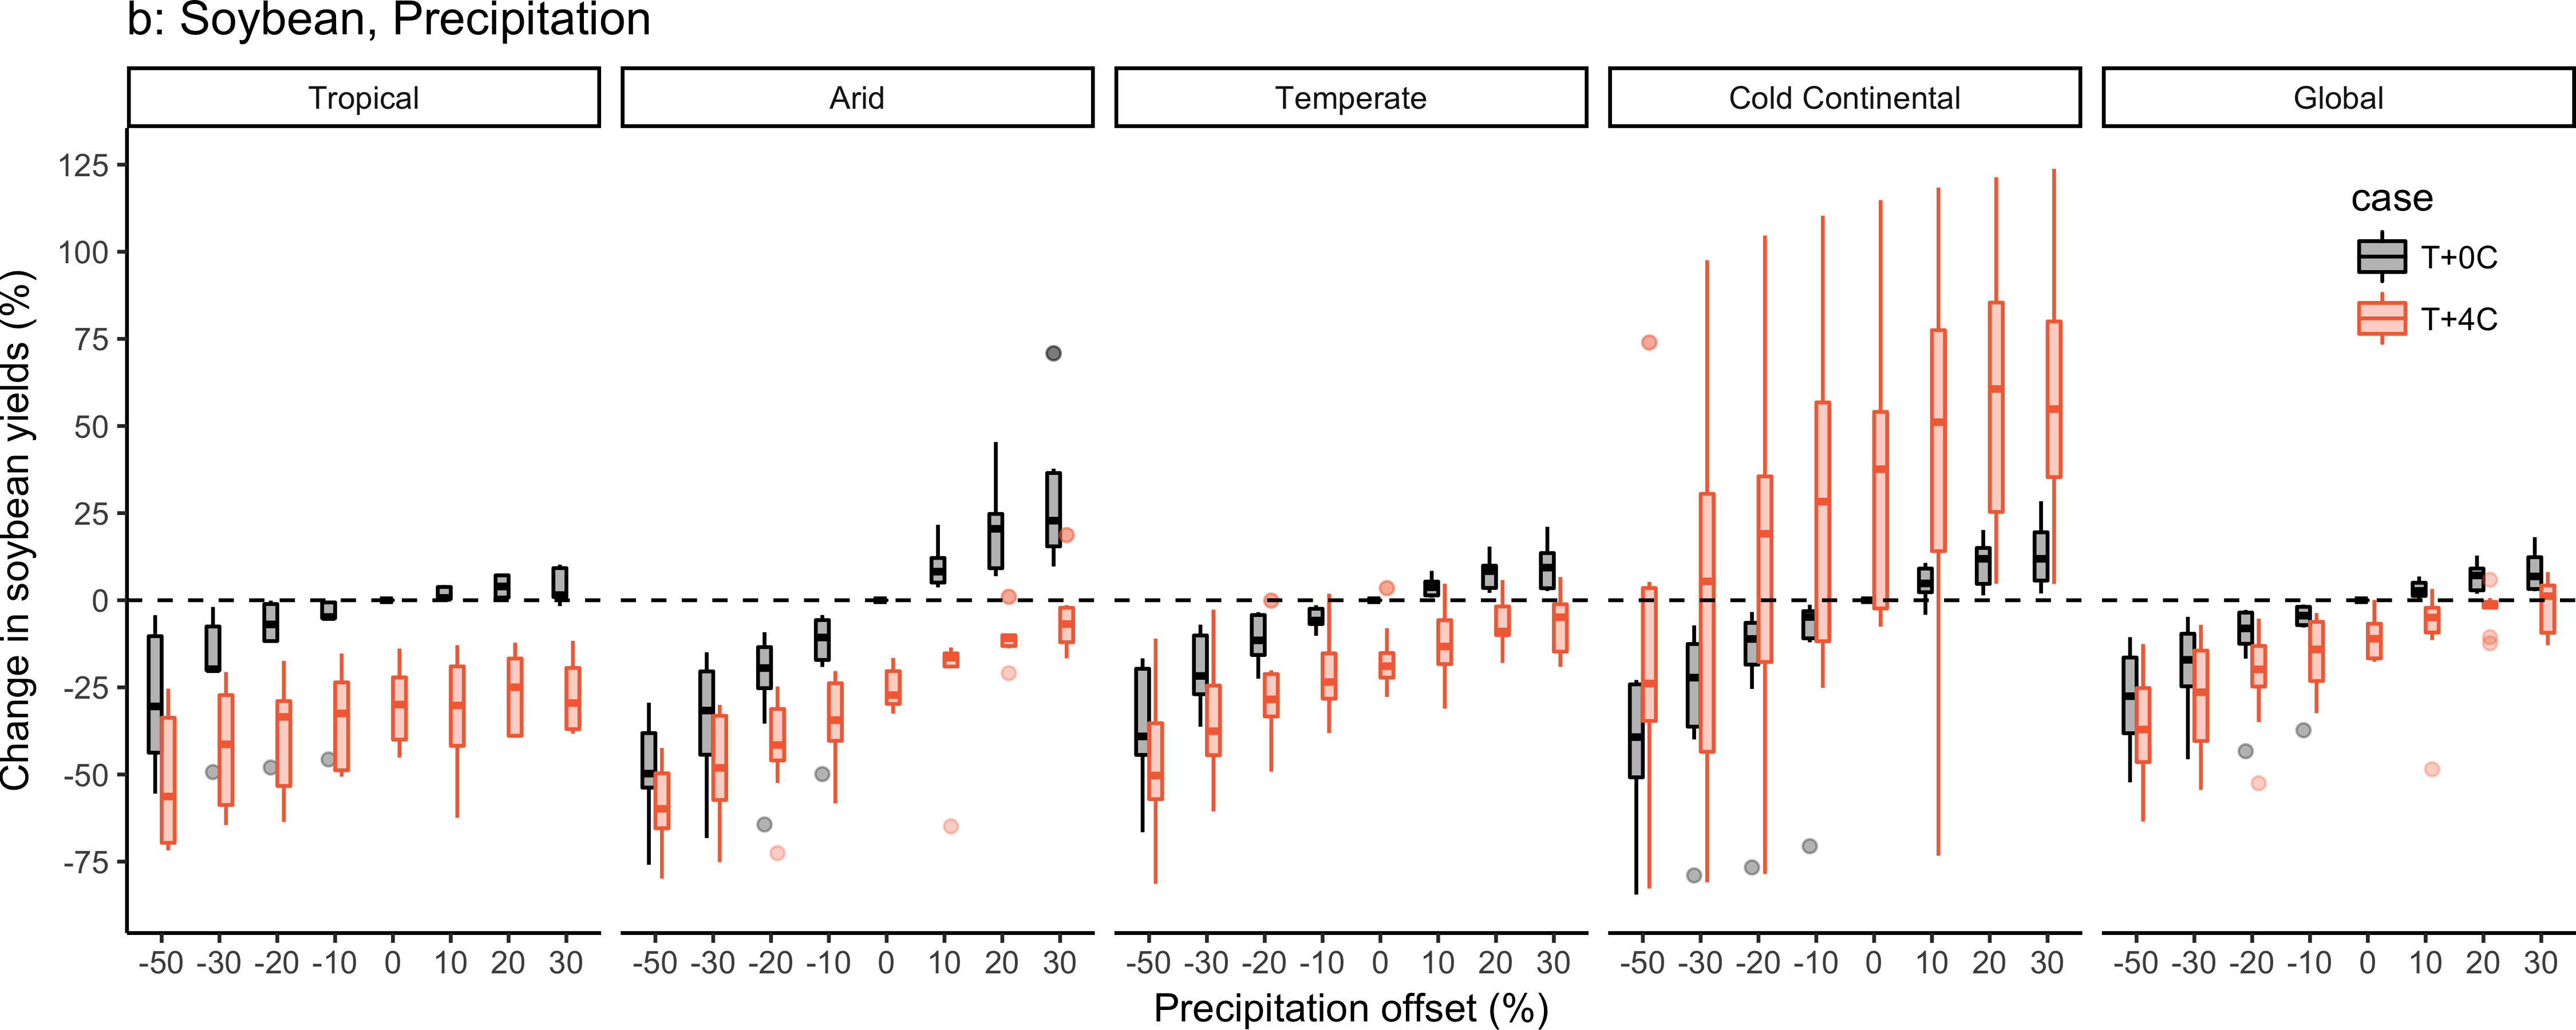 b: Soybean, Precipitation
Tropical Arid Temperate Cold Continental Global
Change in soybean yields (%)
125
100
75
50
25
0
-25
-50
-75
case
T+0C
T+4C
-50 -30 -20 -10 0 10 20 30 -50 -30 -20 -10 0 10 20 30 -50 -30 -20 -10 0 10 20 30 -50 -30 -20 -10 0 10 20 30 -50 -30 -20 -10 0 10 20 30
Precipitation offset (%)